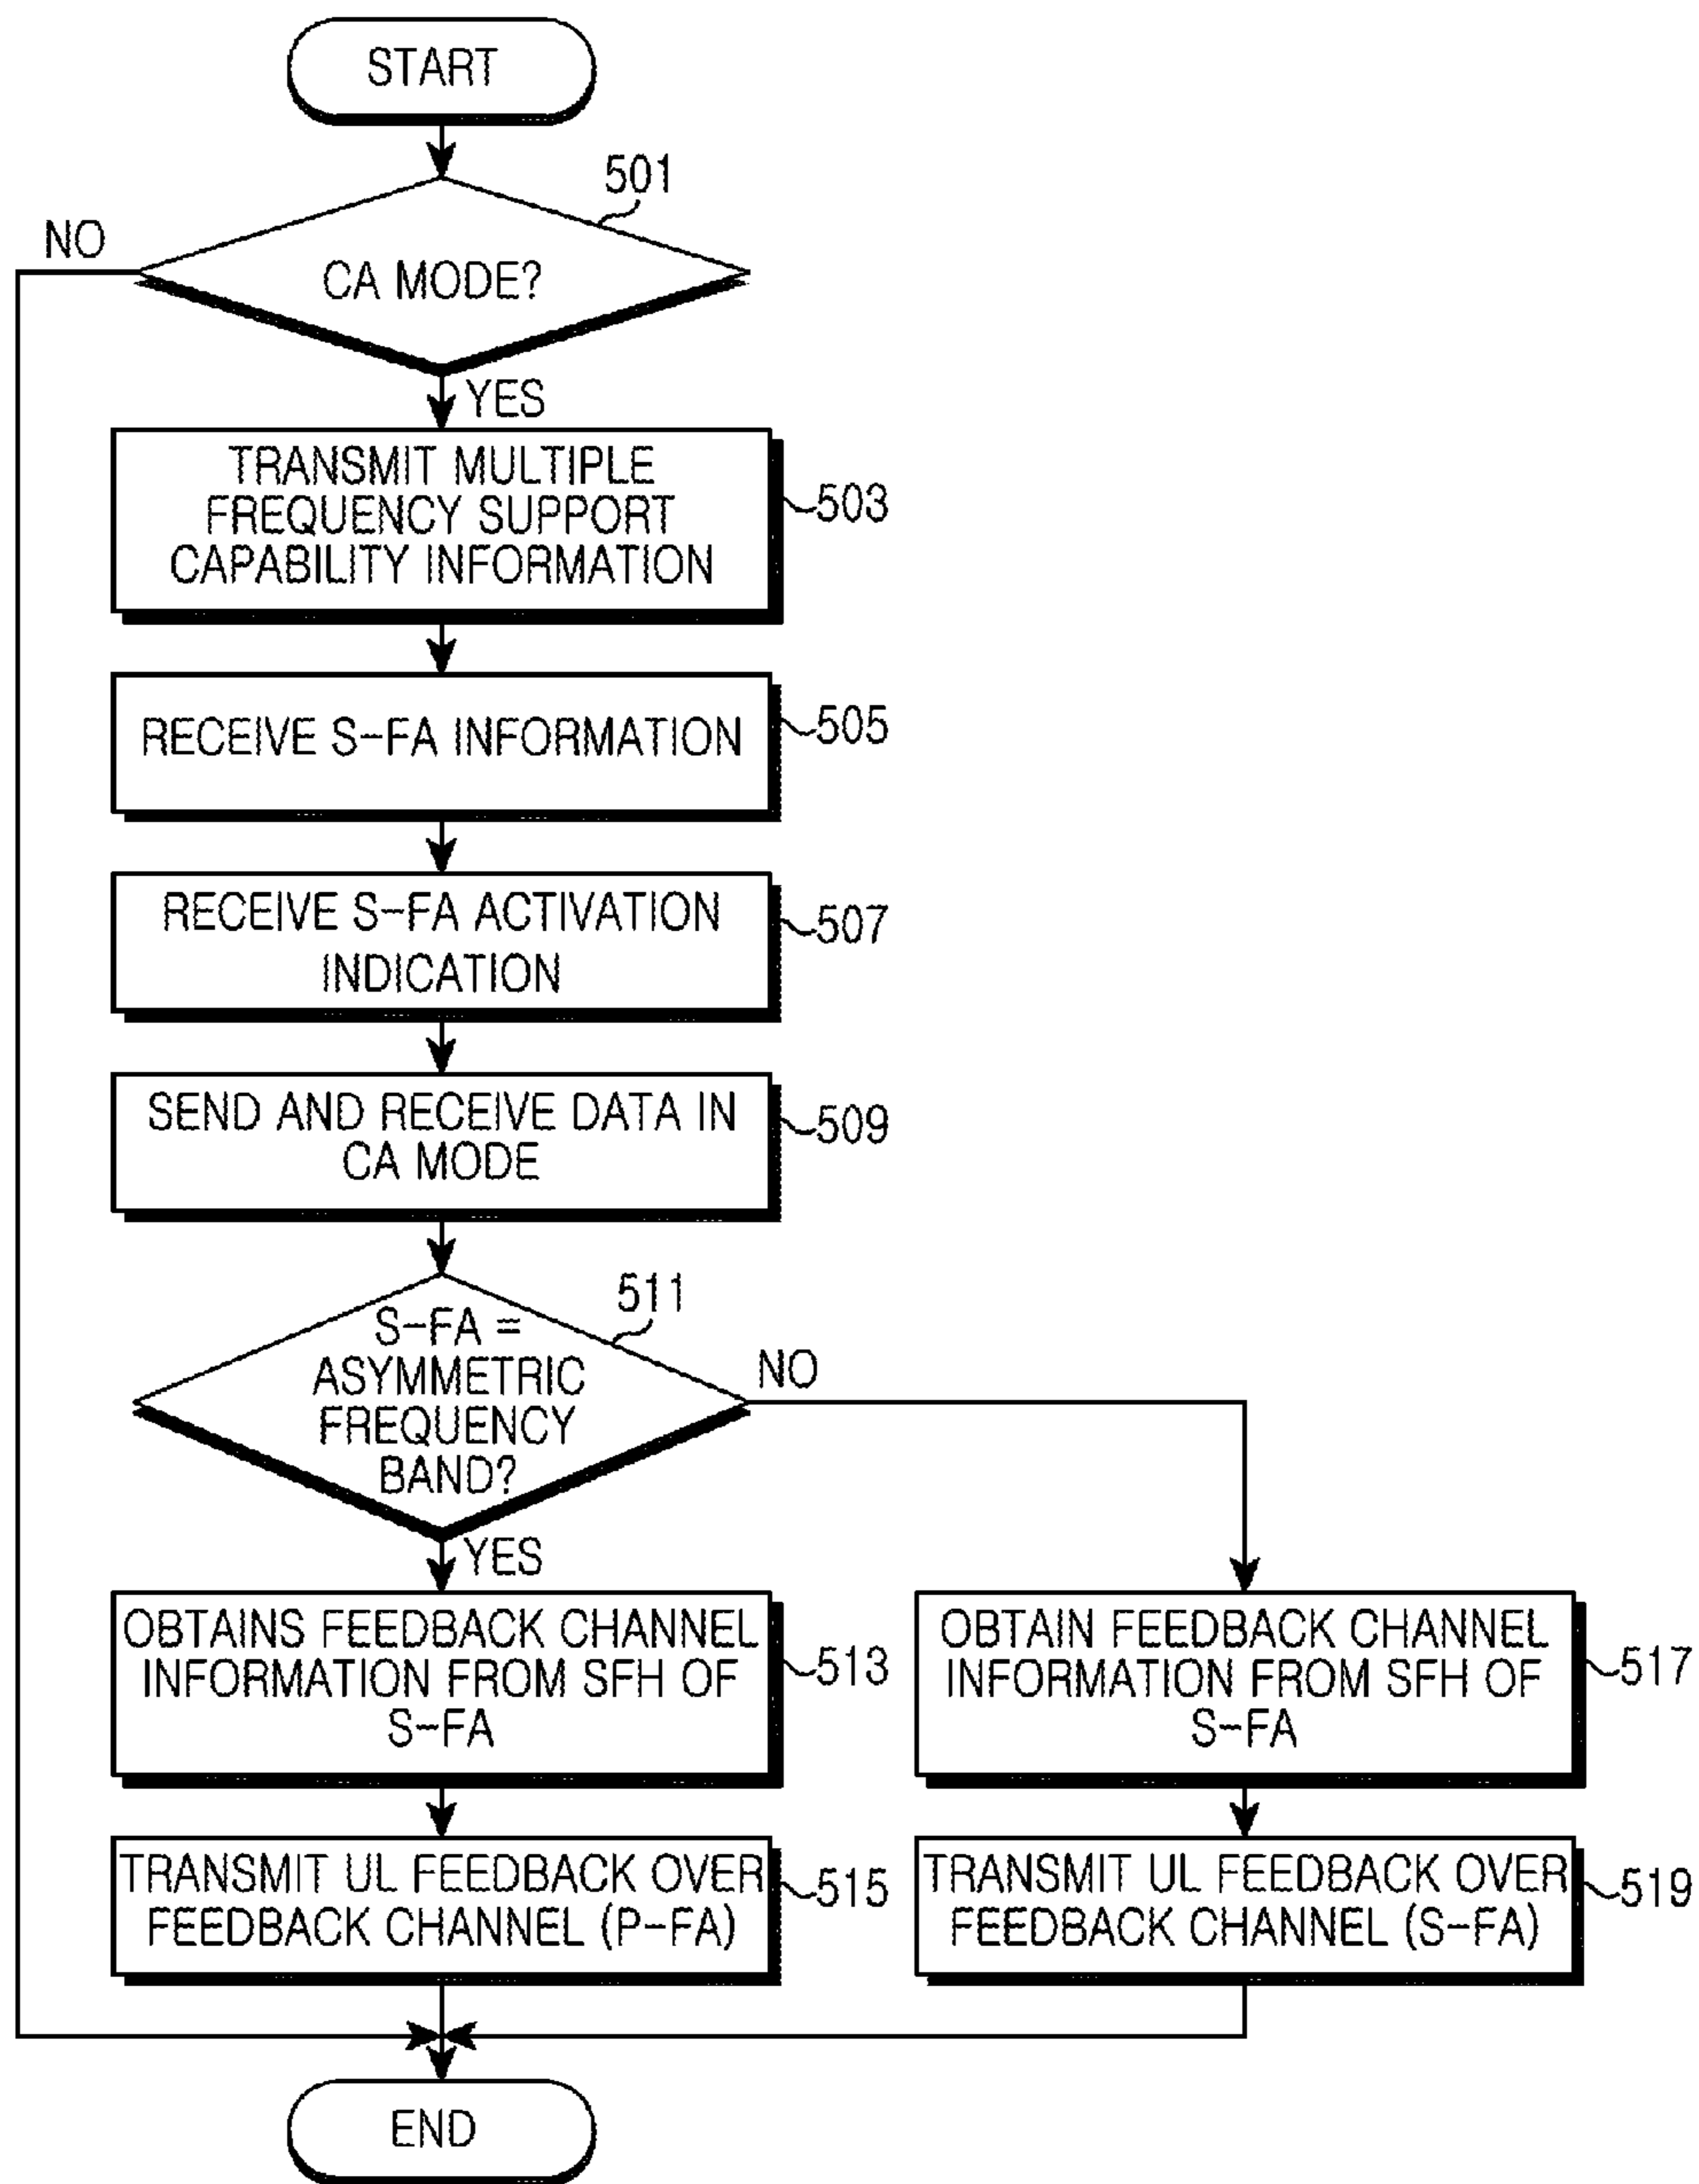 START
501
NO
CA MODE?
YES
TRANSMIT MULTIPLE
FREQUENCY SUPPORT
CAPABILITY INFORMATION
503
RECEIVE S-FA INFORMATION
505
RECEIVE S-FA ACTIVATION
INDICATION
507
SEND AND RECEIVE DATA IN
CA MODE
509
511
S-FA =
ASYMMETRIC
FREQUENCY
BAND?
NO
YES
OBTAINS FEEDBACK CHANNEL
INFORMATION FROM SFH OF
S-FA
513
OBTAIN FEEDBACK CHANNEL
INFORMATION FROM SFH OF
S-FA
517
TRANSMIT UL FEEDBACK OVER
FEEDBACK CHANNEL (P-FA)
515
TRANSMIT UL FEEDBACK OVER
FEEDBACK CHANNEL (S-FA)
519
END